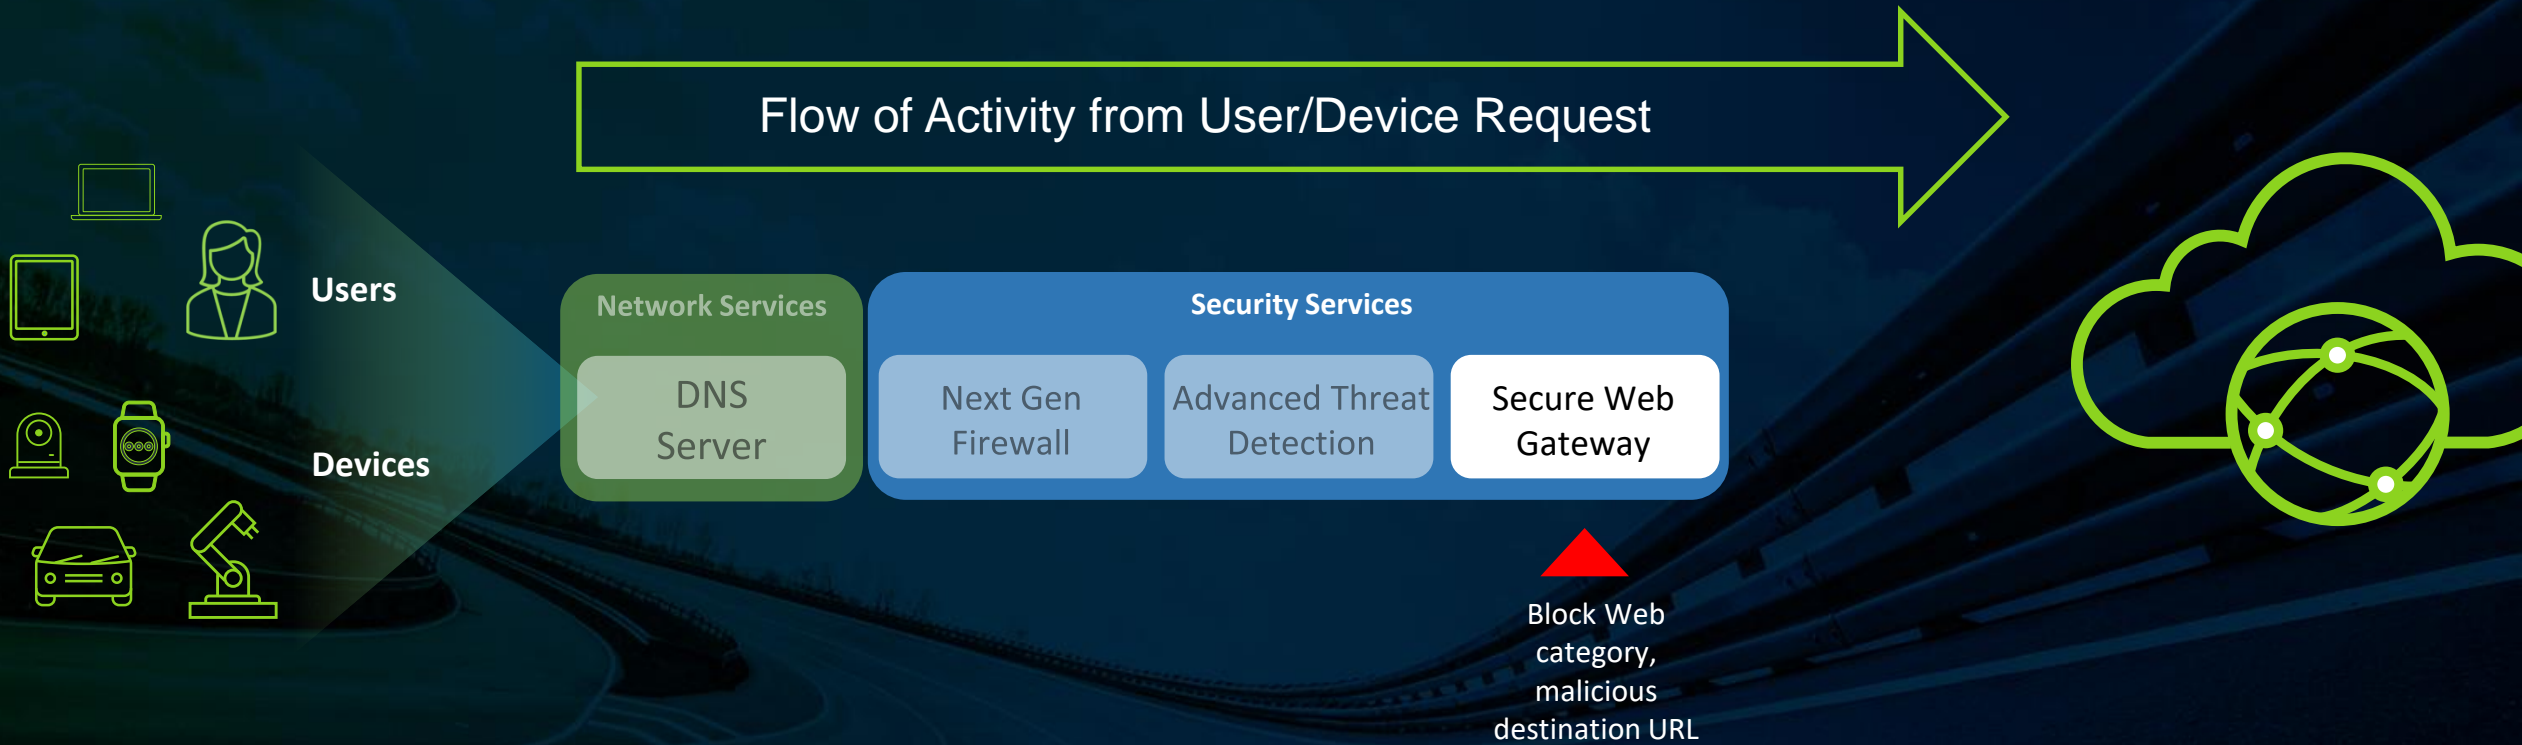 Flow of Activity from User/Device Request
Users
Devices
Network Services
DNS
Server
Security Services
Next Gen
Firewall
Advanced Threat
Detection
Secure Web
Gateway
Block Web
category,
malicious
destination URL